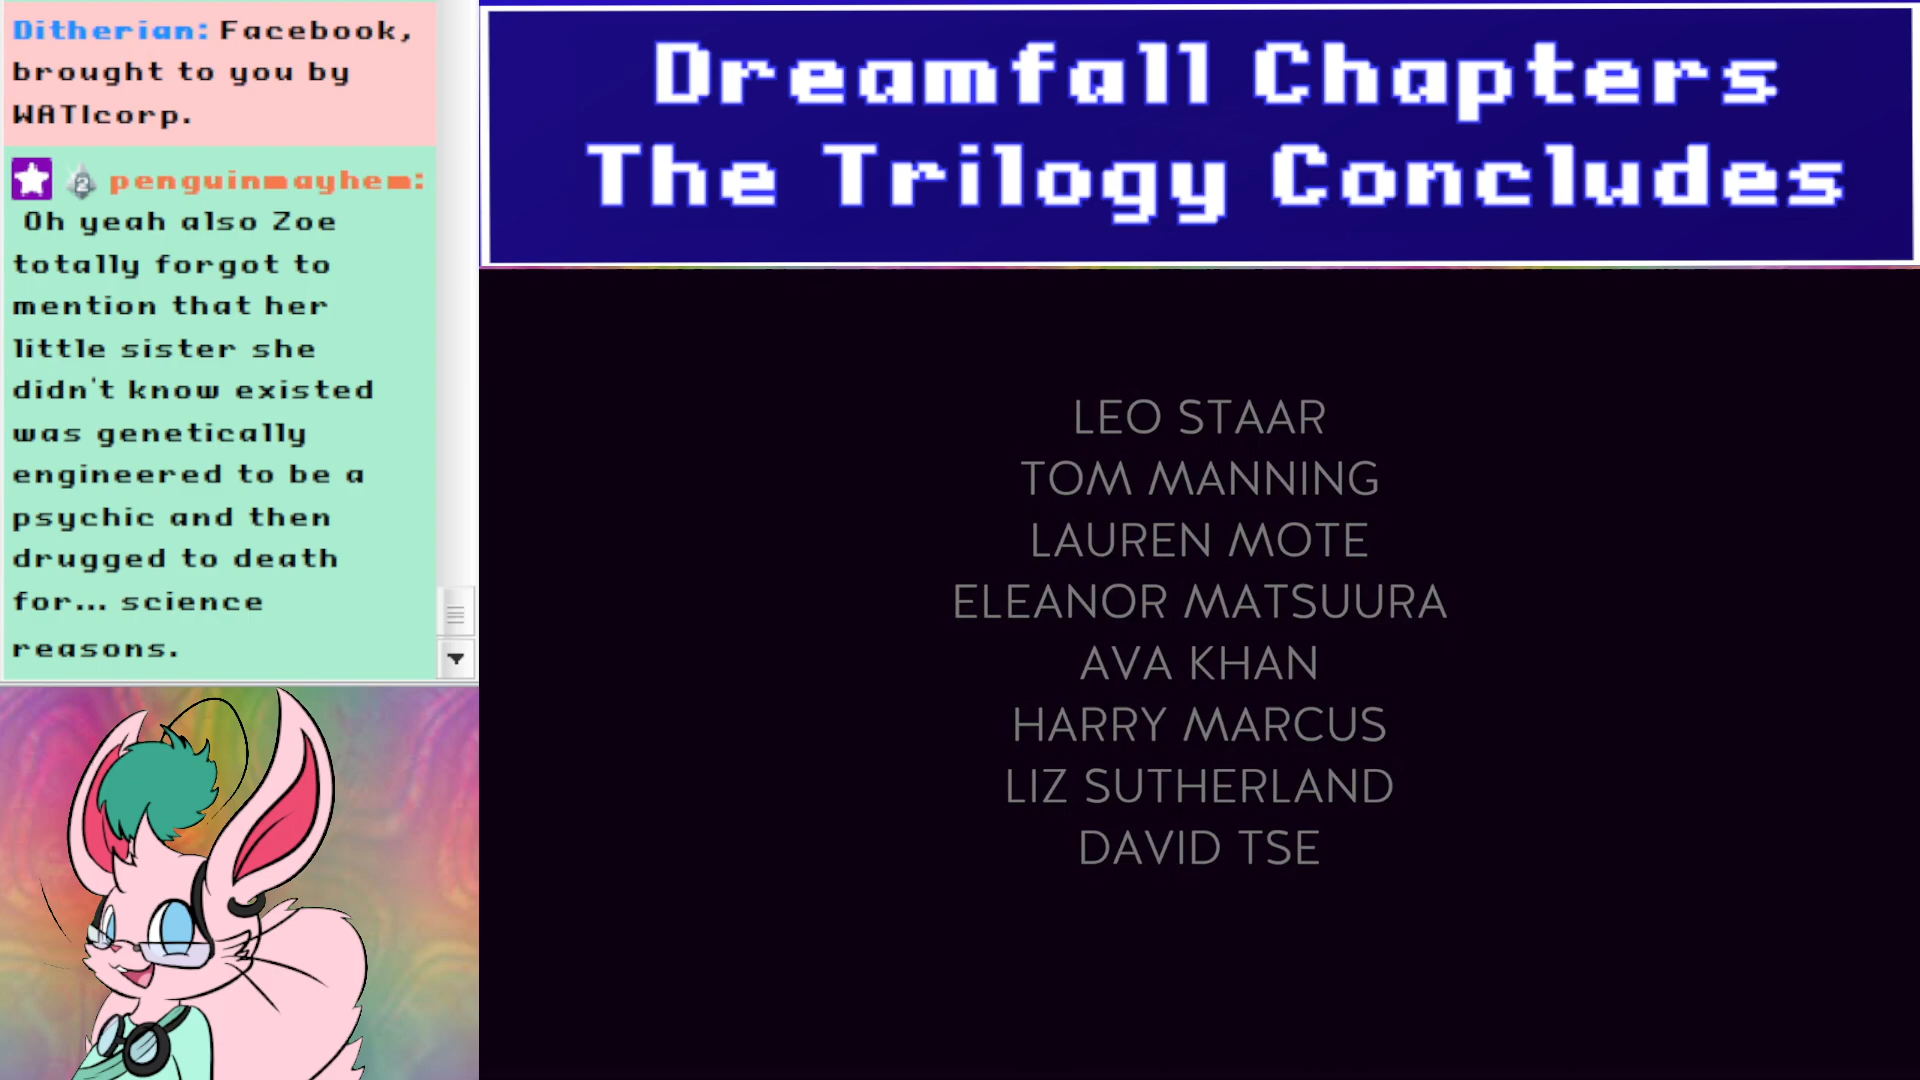 Ditherian: Facebook,
brought to you by
WATIcorp.
2 penguinmayhem:
Oh yeah also Zoe
totally forgot to
mention that her
little sister she
didn't know existed
was genetically
engineered to be a
psychic and then
drugged to death
for... science
reasons.
Dreamfall Chapters
The Trilogy Concludes
LEO STAAR
TOM MANNING
LAUREN MOTE
ELEANOR MATSUURA
AVA KHAN
HARRY MARCUS
LIZ SUTHERLAND
DAVID TSE